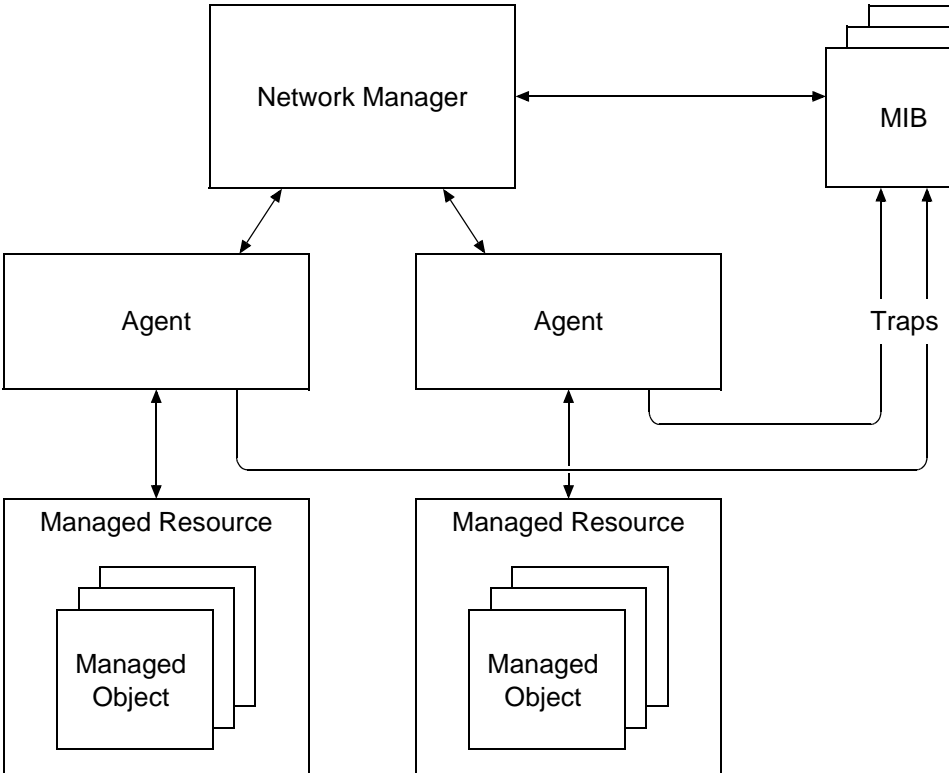 Network Manager
MIB
Agent
Agent
Traps
Managed Resource
Managed Resource
Managed
Object
Managed
Object